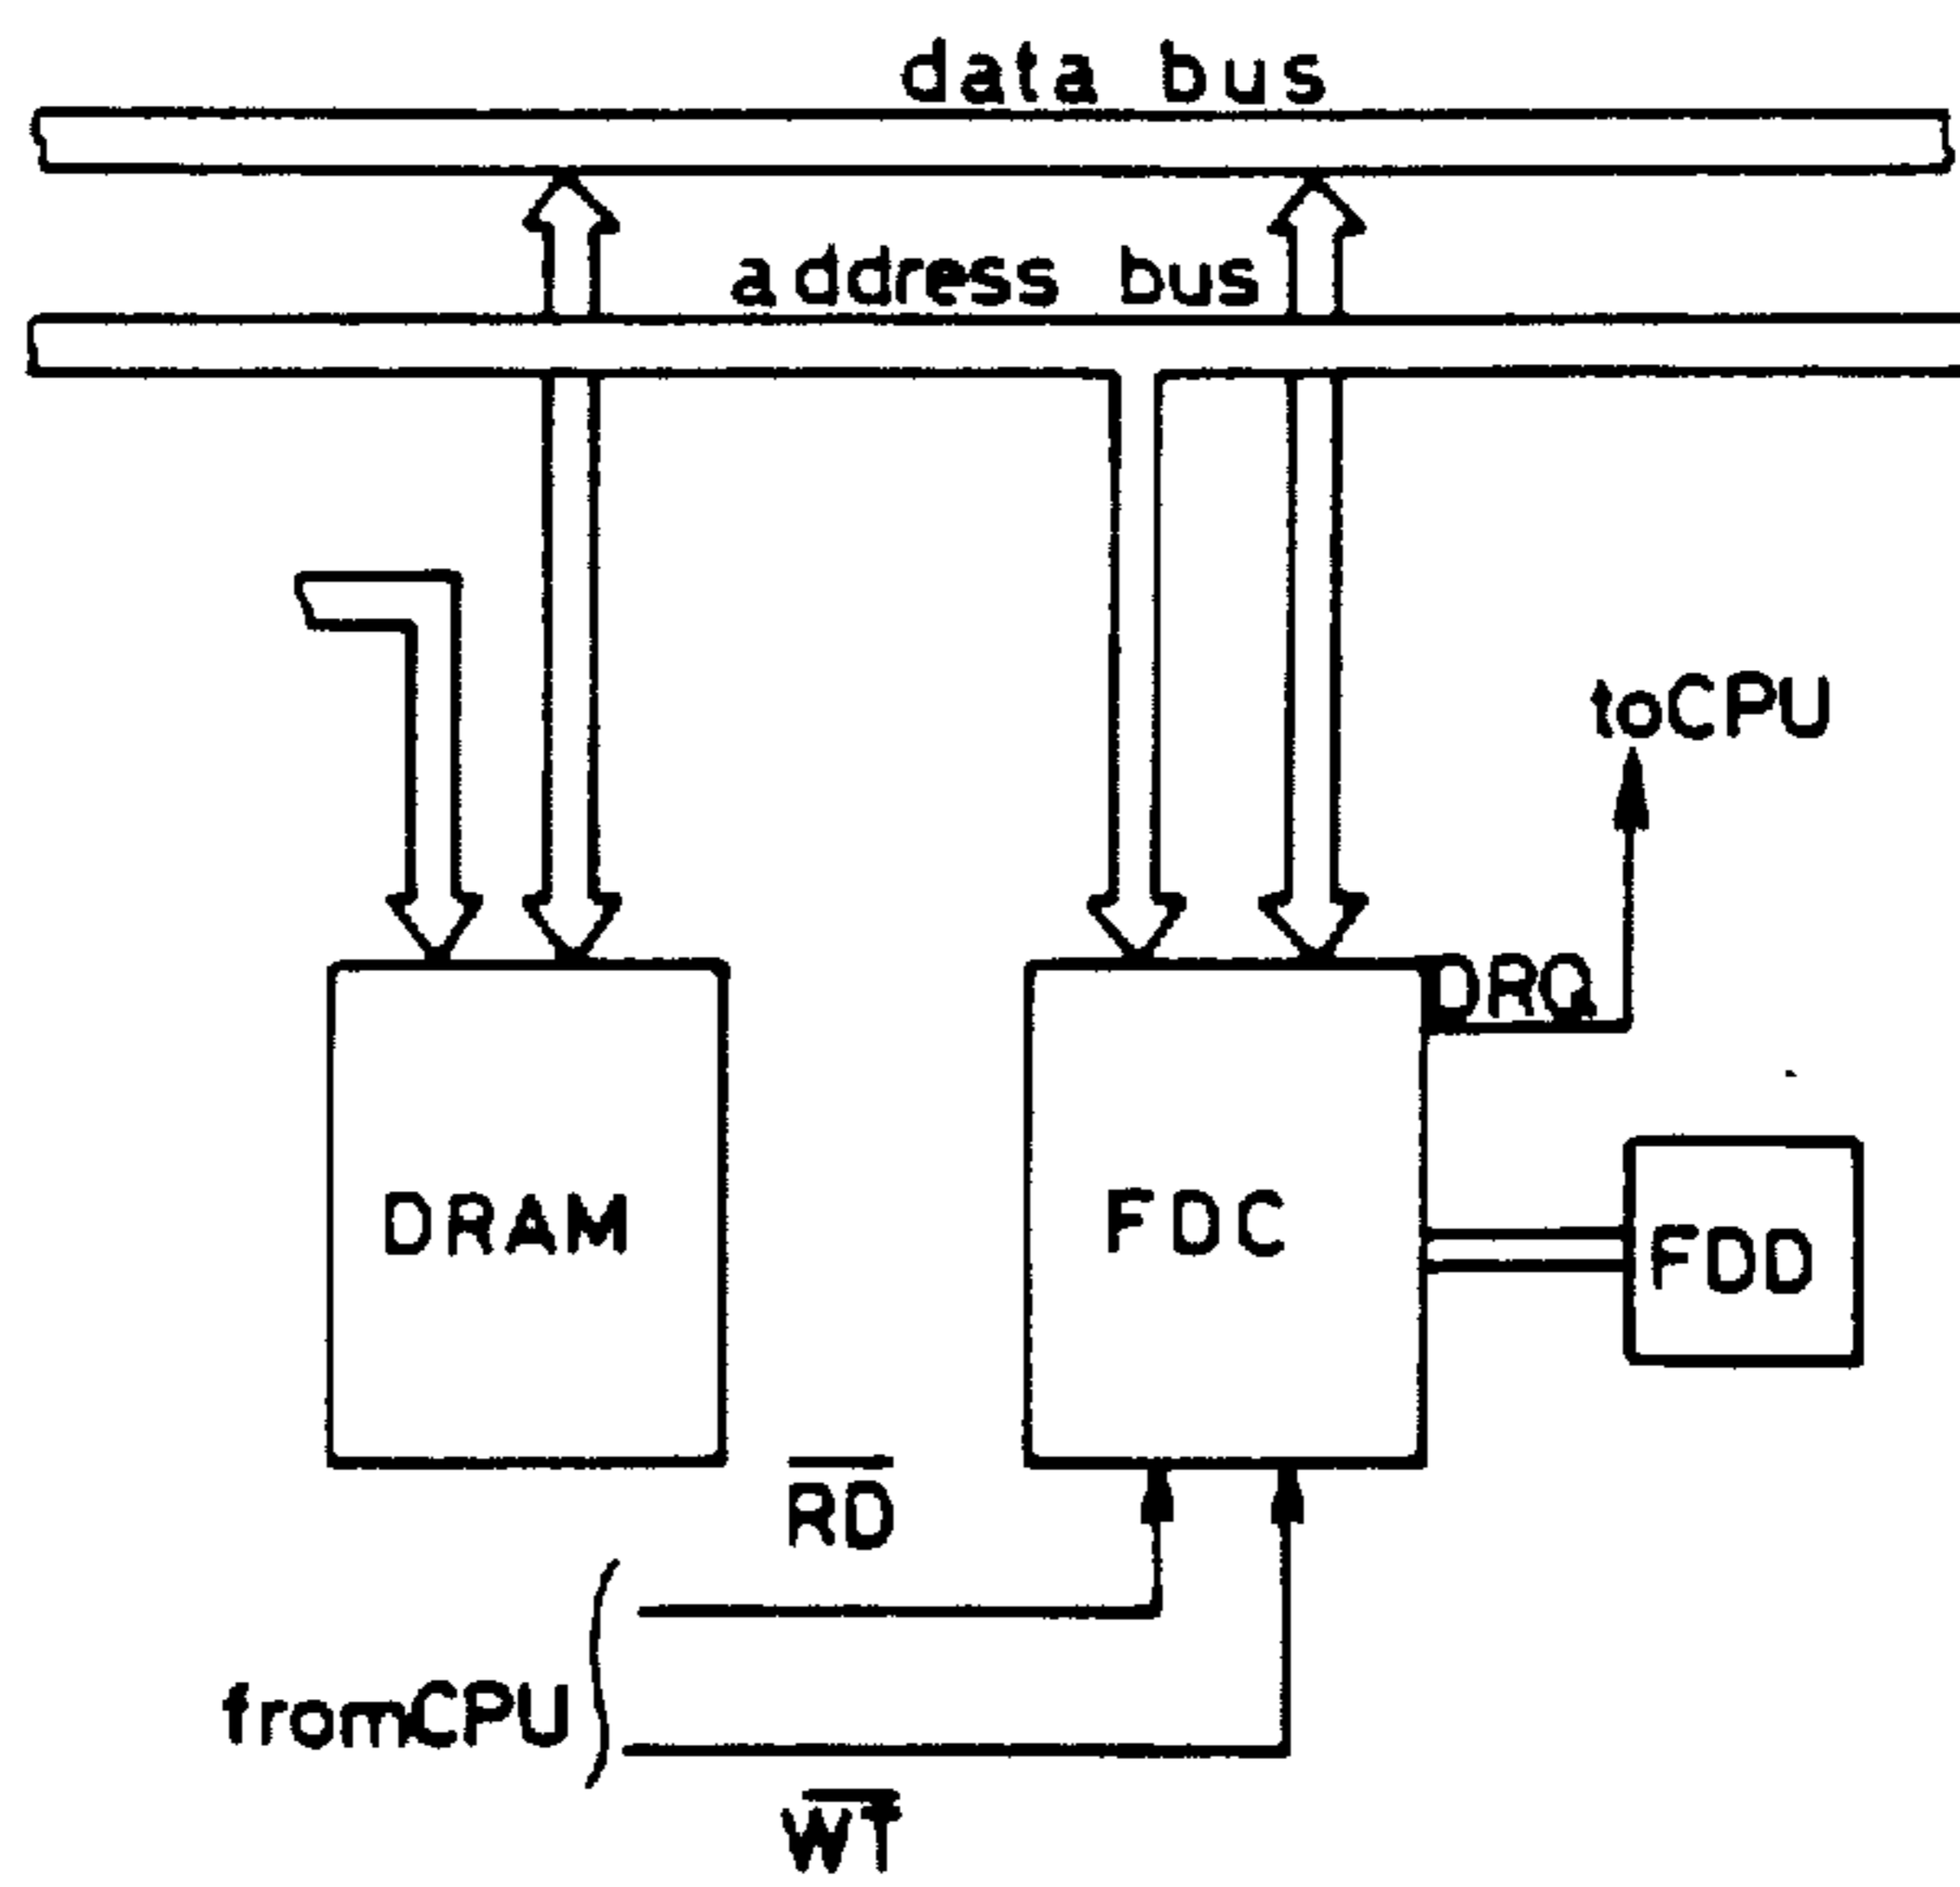 data bus
address bus
toCPU
DRQ
DRAM
FDC
FDD
RD
fromCPU
WT